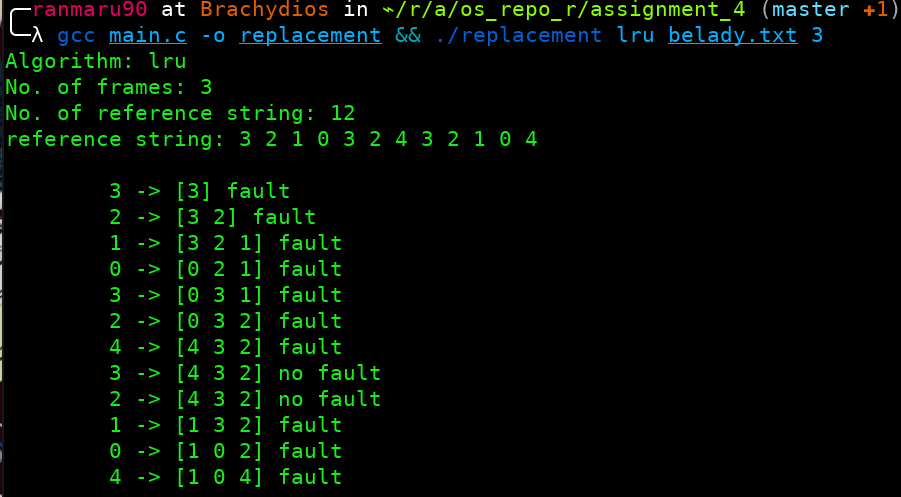 ranmaru90 at Brachydios in ~/r/a/os_repo_r/assignment_4 (master +1)
λ gcc main.c -o replacement && ./replacement lru belady.txt 3
Algorithm: lru
No. of frames: 3
No. of reference string: 12
reference string: 3 2 1 0 3 2 4 3 2 1 0 4
3 -> [3] fault
2 -> [3 2] fault
1 -> [3 2 1] fault
0 -> [0 2 1] fault
3 -> [0 3 1] fault
2 -> [0 3 2] fault
4 -> [4 3 2] fault
3 -> [4 3 2] no fault
2 -> [4 3 2] no fault
1 -> [1 3 2] fault
0 -> [1 0 2] fault
4 -> [1 0 4] fault